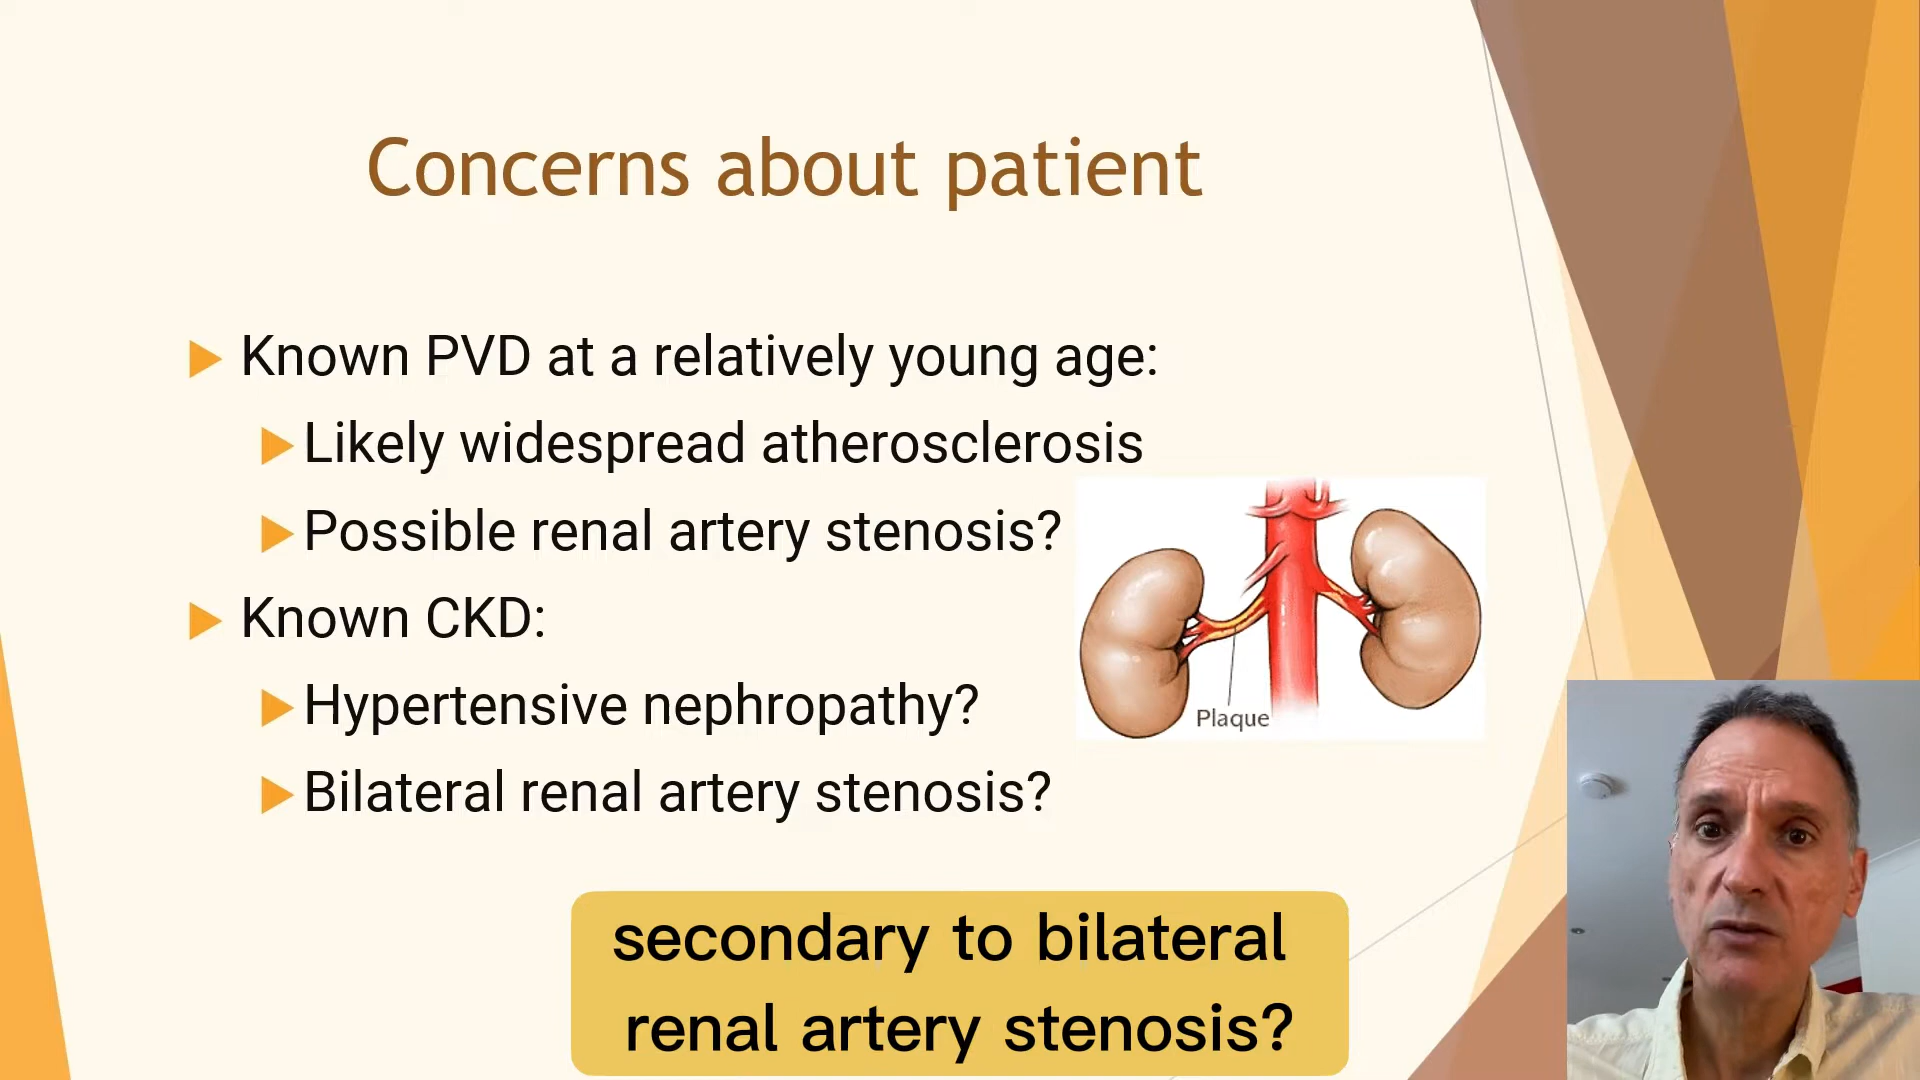 Concerns about patient
Known PVD at a relatively young age:
Likely widespread atherosclerosis
Possible renal artery stenosis?
Known CKD:
Hypertensive nephropathy?
Bilateral renal artery stenosis?
Plaque
secondary to bilateral
renal artery stenosis?